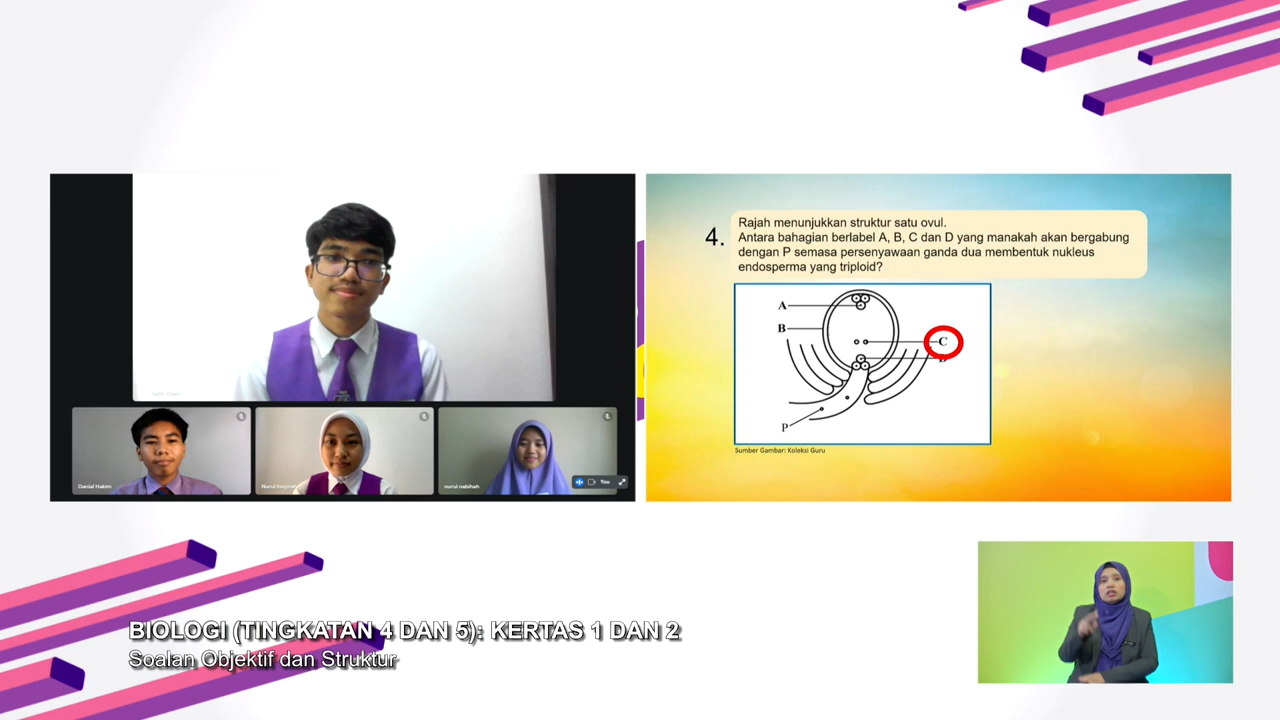 4.
Rajah menunjukkan struktur satu ovul.
Antara bahagian berlabel A, B, C dan D yang manakah akan bergabung
dengan P semasa persenyawaan ganda dua membentuk nukleus
endosperma yang triploid?
A
B
C
D
P
Sumber Gambar: Koleksi Guru
Danial Hakim
nurul nabihah
You
BIOLOGI (TINGKATAN 4 DAN 5): KERTAS 1 DAN 2
Soalan Objektif dan Struktur